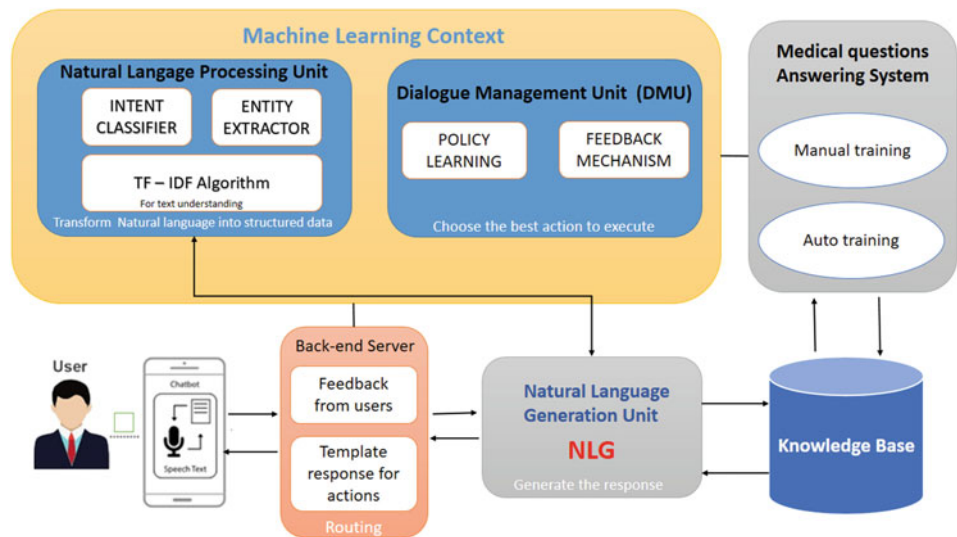 Machine Learning Context
Natural Langage Processing Unit
INTENT
CLASSIFIER
ENTITY
EXTRACTOR
TF – IDF Algorithm
For text understanding
Transform Natural language into structured data
Dialogue Management Unit (DMU)
POLICY
LEARNING
FEEDBACK
MECHANISM
Choose the best action to execute
Medical questions
Answering System
Manual training
Auto training
User
Chatbot
Speech Text
Back-end Server
Feedback
from users
Template
response for
actions
Routing
Natural Language
Generation Unit
NLG
Generate the response
Knowledge Base